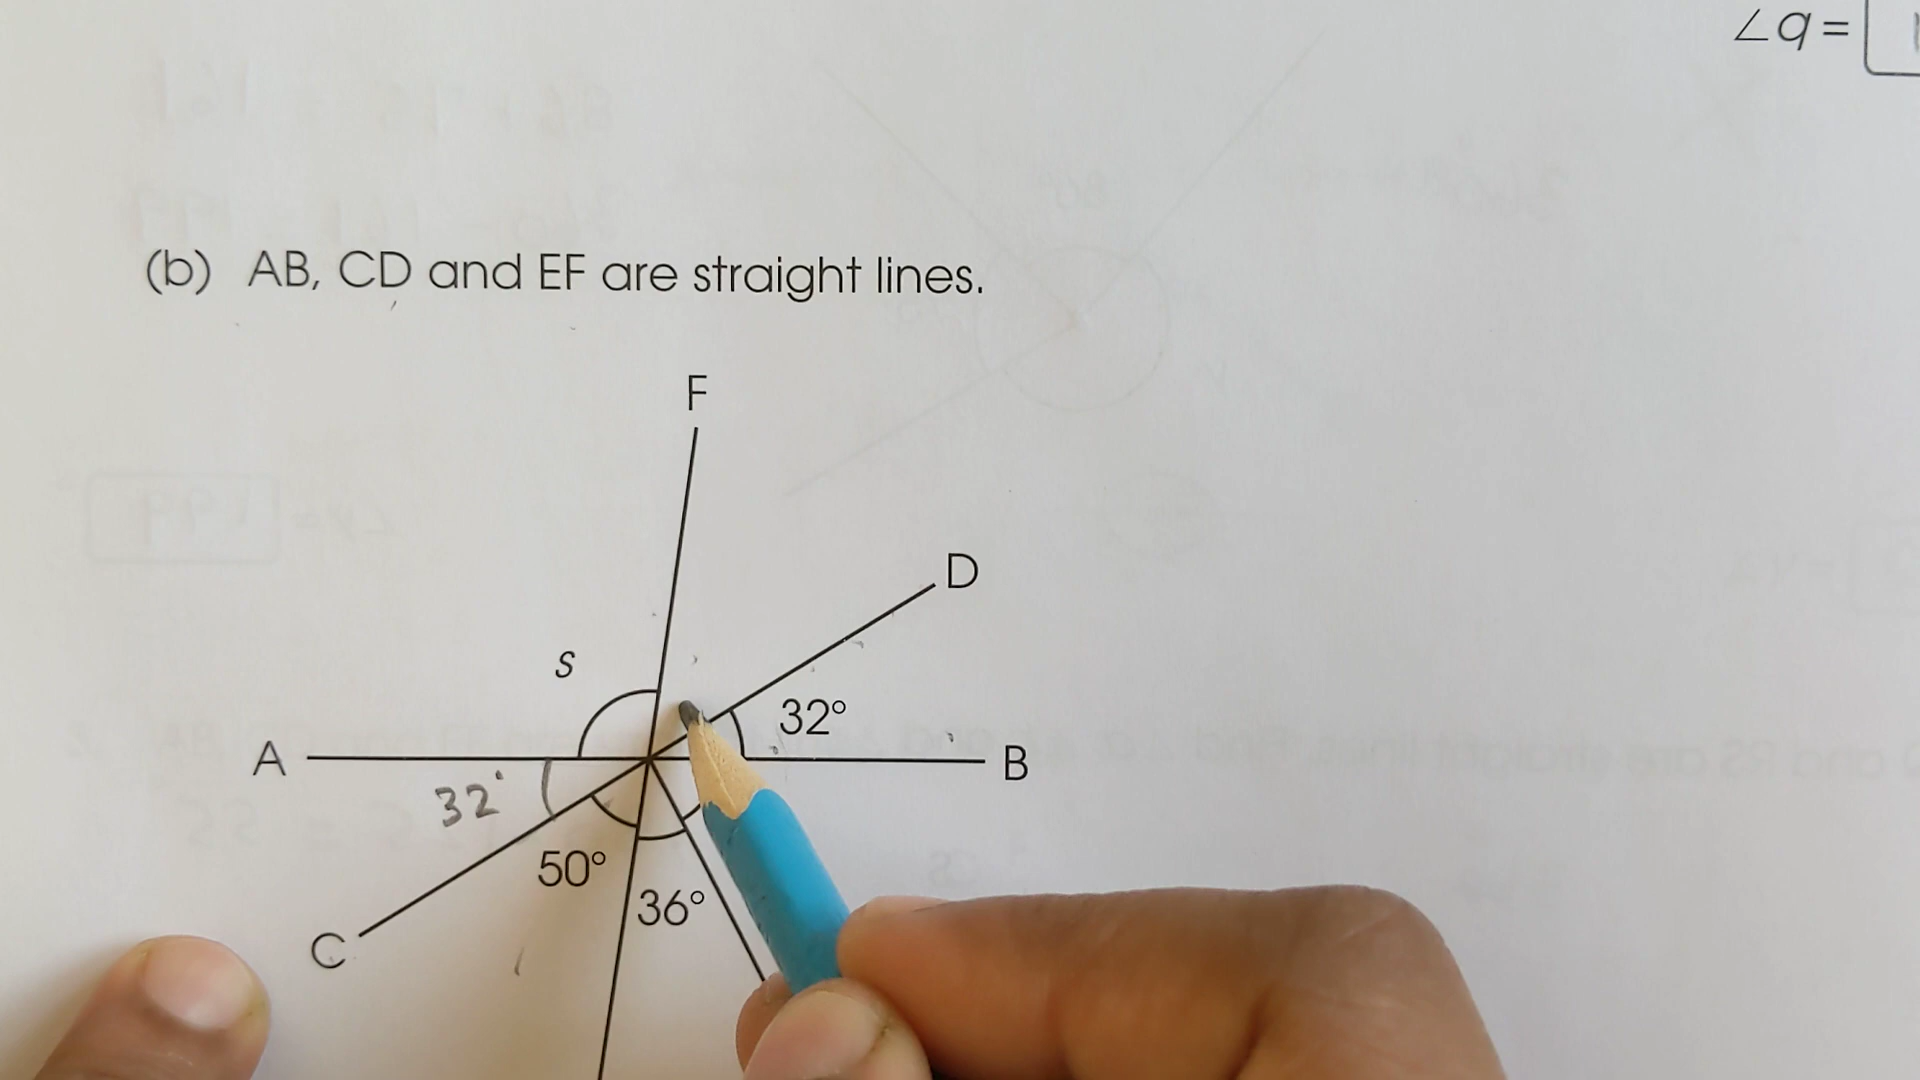 ∠q=
(b) AB, CD and EF are straight lines.
F
D
s
32°
A
B
32°
50°
36°
C